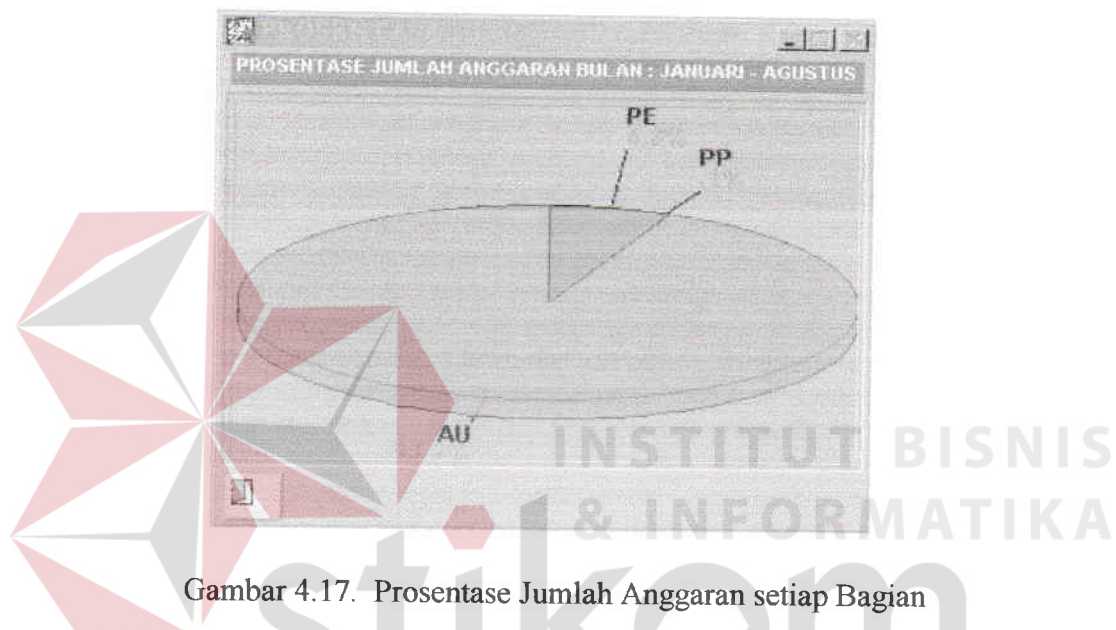 PROSENTASE JUMLAH ANGGARAN BULAN : JANUARI - AGUSTUS
PE
PP
AU
INSTITUT BISNIS
& INFORMATIKA
stikom
Gambar 4.17. Prosentase Jumlah Anggaran setiap Bagian